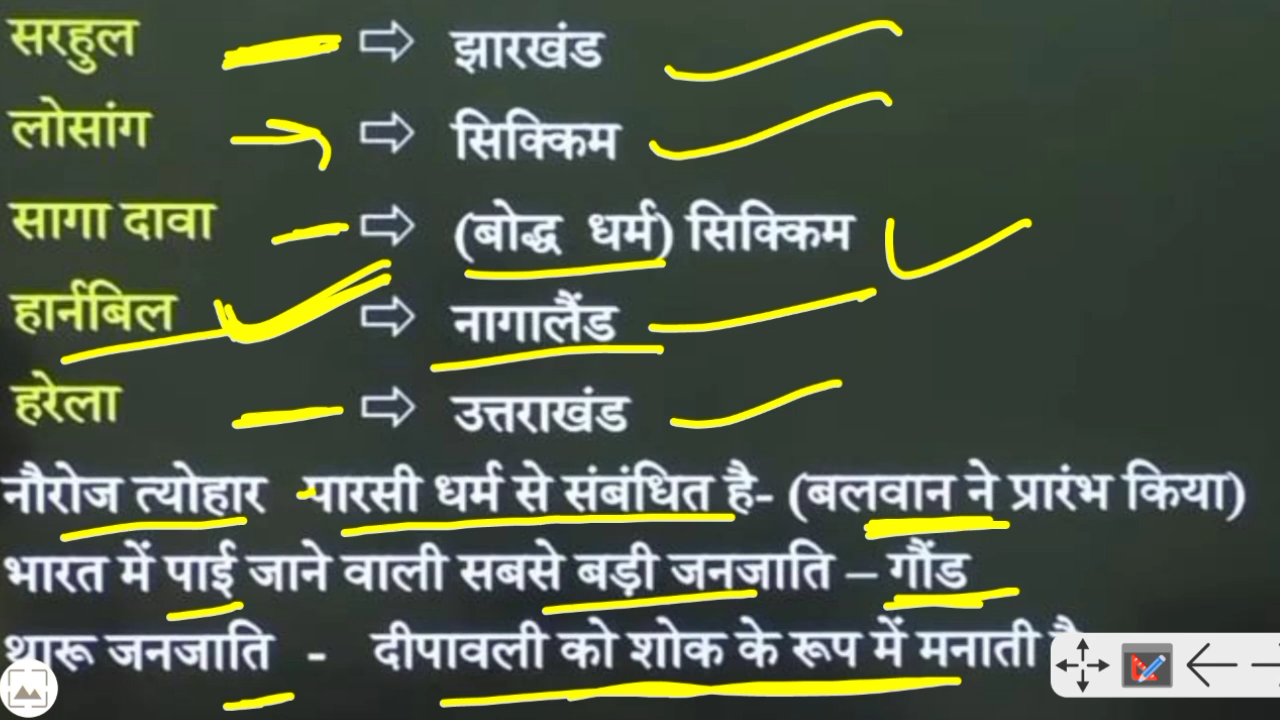 सरहुल ⇨ झारखंड
लोसांग ⇨ सिक्किम
सागा दावा ⇨ (बोद्ध धर्म) सिक्किम
हार्नबिल ⇨ नागालैंड
हरेला ⇨ उत्तराखंड
नौरोज त्योहार पारसी धर्म से संबंधित है- (बलवान ने प्रारंभ किया)
भारत में पाई जाने वाली सबसे बड़ी जनजाति – गौंड
थारू जनजाति - दीपावली को शोक के रूप में मनाती है